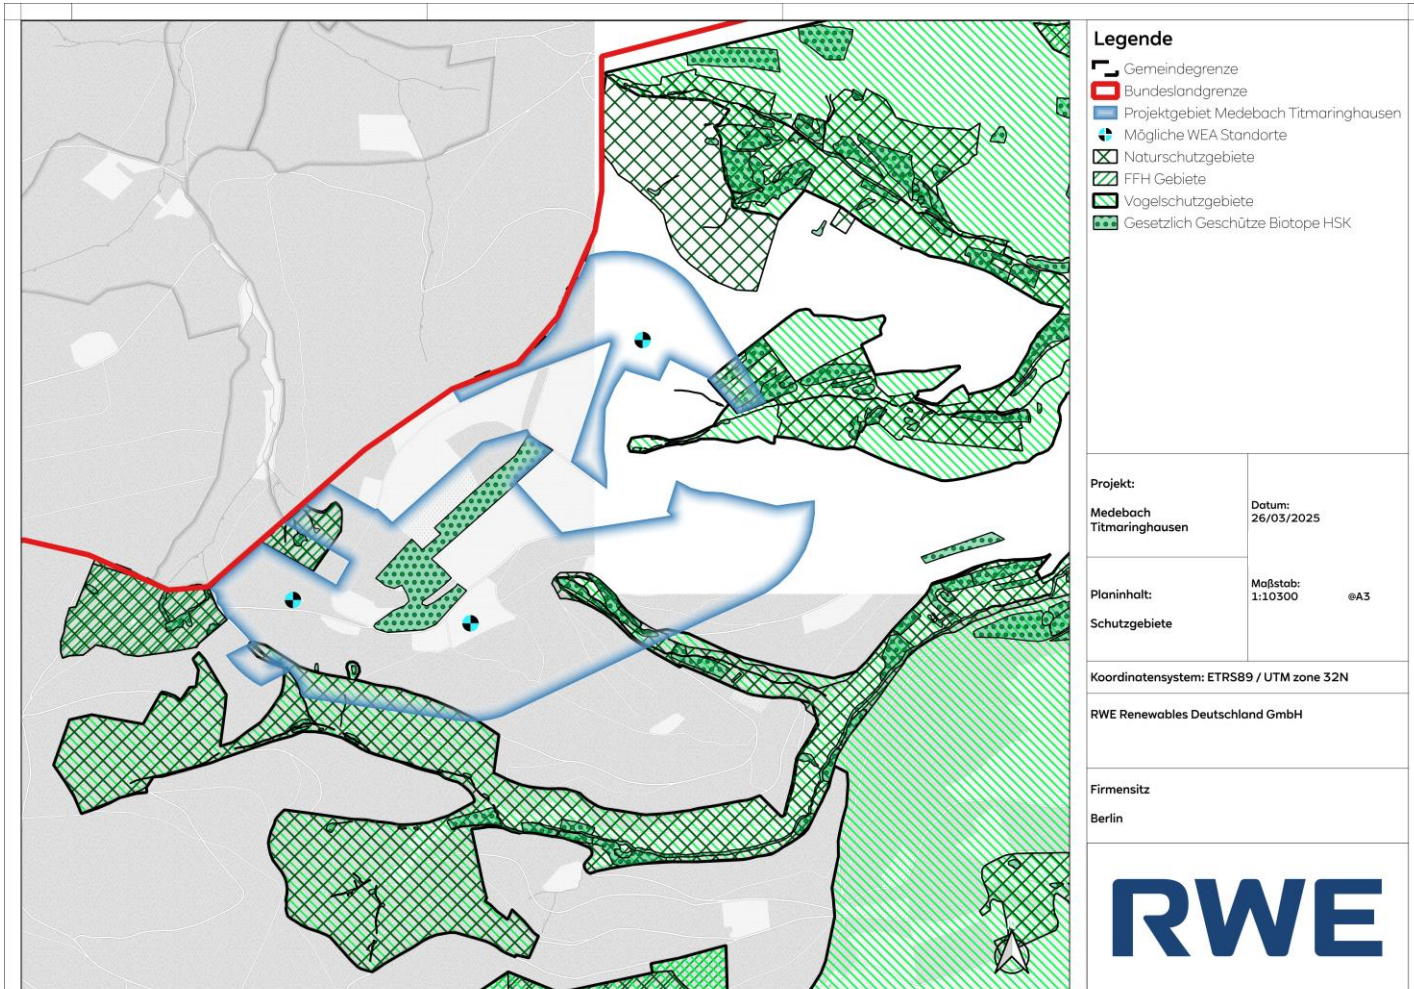 Legende
Gemeindegrenze
Bundeslandgrenze
Projektgebiet Medebach Titmaringhausen
Mögliche WEA Standorte
Naturschutzgebiete
FFH Gebiete
Vogelschutzgebiete
Gesetzlich Geschütze Biotope HSK
Projekt:
Medebach
Titmaringhausen
Datum:
26/03/2025
Planinhalt:
Schutzgebiete
Maßstab:
1:10300 @A3
Koordinatensystem: ETRS89 / UTM zone 32N
RWE Renewables Deutschland GmbH
Firmensitz
Berlin
RWE